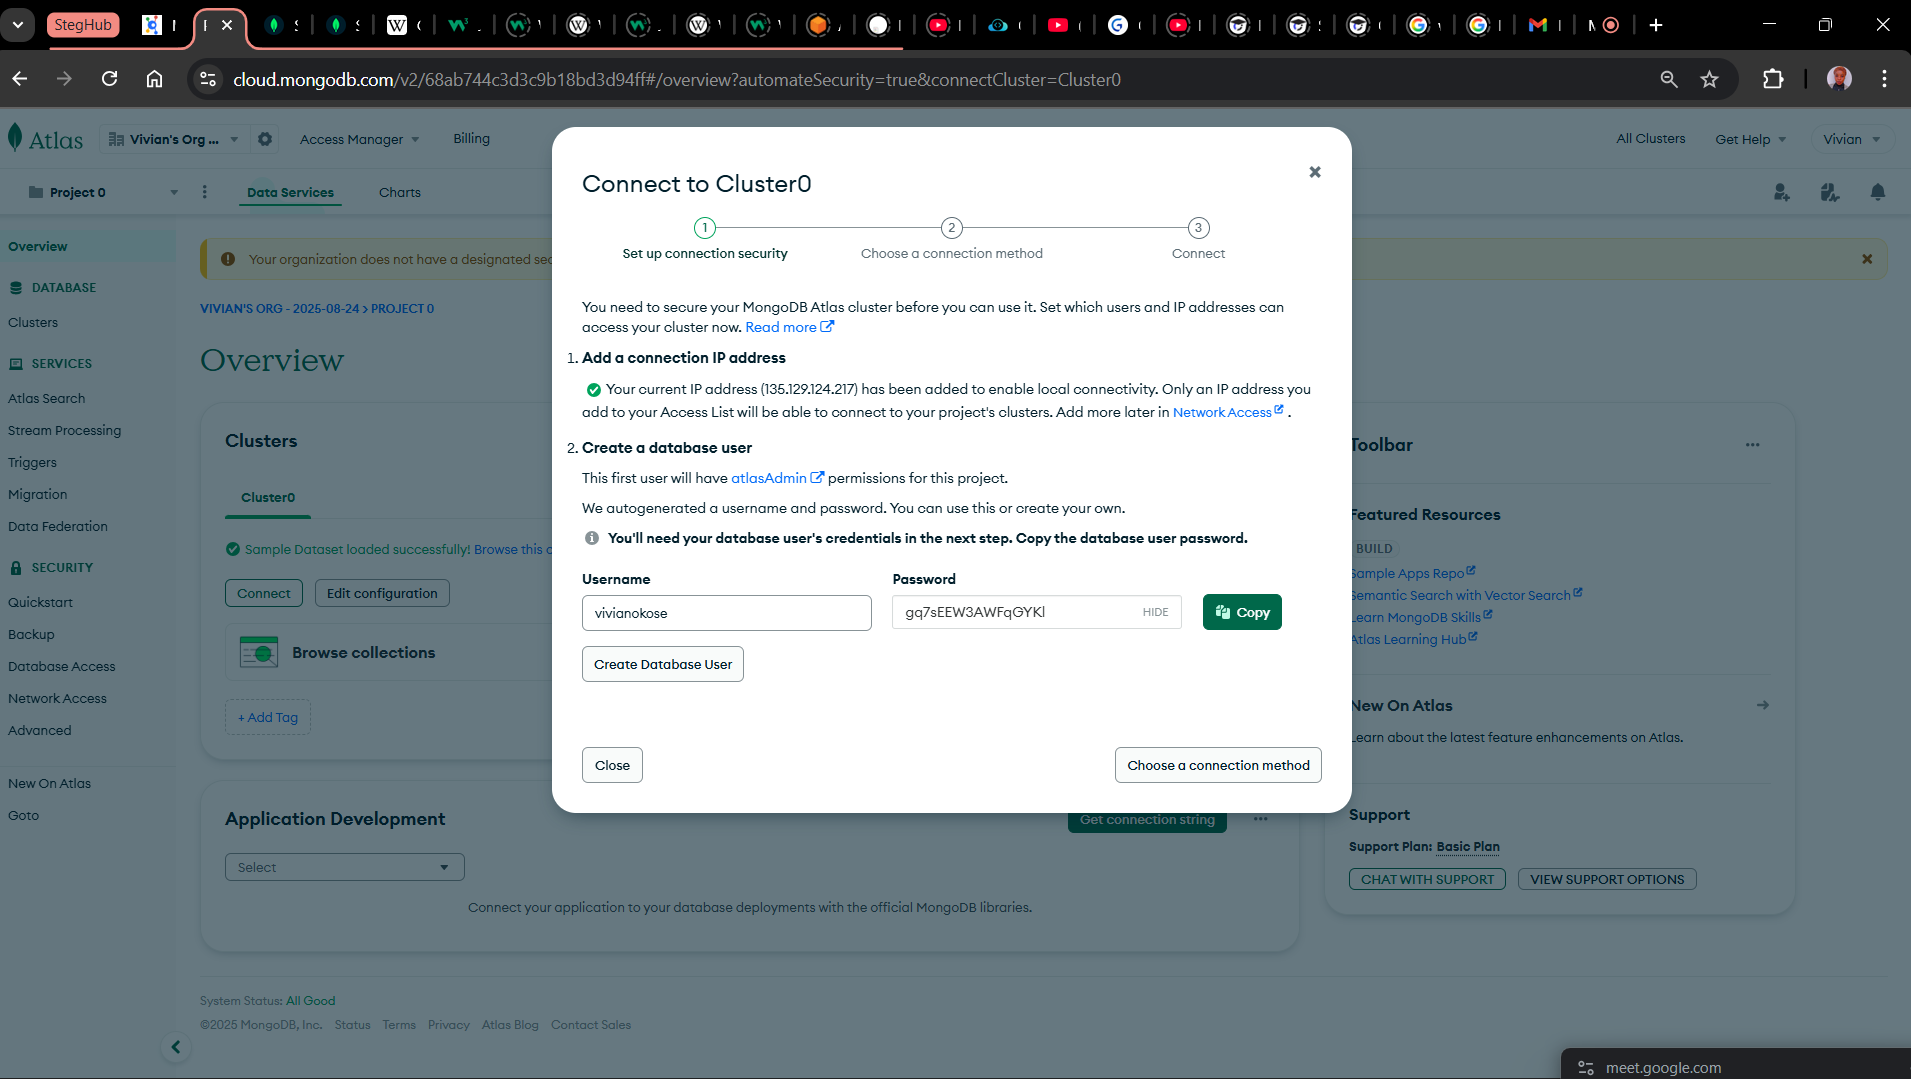 StegHub
cloud.mongodb.com/v2/68ab744c3d3c9b18bd3d94ff#/overview?automateSecurity=true&connectCluster=Cluster0
Atlas
Vivian's Org ...
Access Manager
Billing
All Clusters
Get Help
Vivian
Project 0
Data Services
Charts
Overview
DATABASE
Clusters
SERVICES
Atlas Search
Stream Processing
Triggers
Migration
Data Federation
SECURITY
Quickstart
Backup
Database Access
Network Access
Advanced
New On Atlas
Goto
Your organization does not have a designated sec
VIVIAN'S ORG - 2025-08-24 > PROJECT 0
Overview
Clusters
Cluster0
Sample Dataset loaded successfully! Browse this c
Connect
Edit configuration
Browse collections
+ Add Tag
Application Development
Get connection string
Select
Connect your application to your database deployments with the official MongoDB libraries.
Connect to Cluster0
1
2
3
Set up connection security
Choose a connection method
Connect
You need to secure your MongoDB Atlas cluster before you can use it. Set which users and IP addresses can
access your cluster now. Read more
1. Add a connection IP address
Your current IP address (135.129.124.217) has been added to enable local connectivity. Only an IP address you
add to your Access List will be able to connect to your project's clusters. Add more later in Network Access .
2. Create a database user
This first user will have atlasAdmin permissions for this project.
We autogenerated a username and password. You can use this or create your own.
You'll need your database user's credentials in the next step. Copy the database user password.
Username
Password
vivianokose
gq7sEEW3AWFqGYKl
HIDE
Copy
Create Database User
Close
Choose a connection method
Toolbar
Featured Resources
BUILD
Sample Apps Repo
Semantic Search with Vector Search
Learn MongoDB Skills
Atlas Learning Hub
New On Atlas
Learn about the latest feature enhancements on Atlas.
Support
Support Plan: Basic Plan
CHAT WITH SUPPORT
VIEW SUPPORT OPTIONS
System Status: All Good
©2025 MongoDB, Inc.
Status
Terms
Privacy
Atlas Blog
Contact Sales
meet.google.com